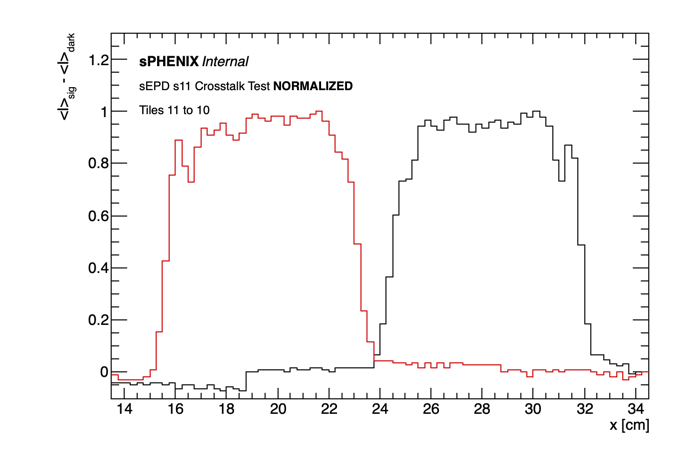 <I>sig - <I>dark
1.2
sPHENIX Internal
sEPD s11 Crosstalk Test NORMALIZED
Tiles 11 to 10
1
0.8
0.6
0.4
0.2
0
14 16 18 20 22 24 26 28 30 32 34
x [cm]